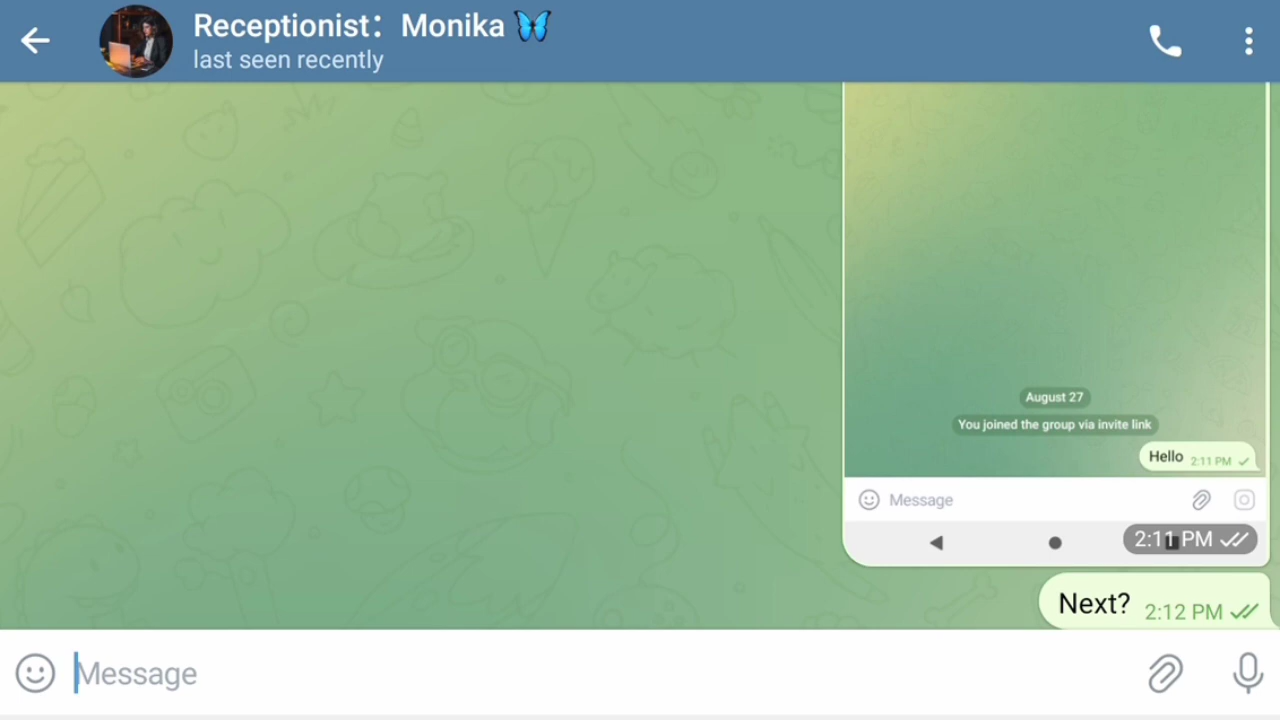 Receptionist：Monika 🦋
last seen recently
August 27
You joined the group via invite link
Hello 2:11 PM
Message
2:11 PM
Next? 2:12 PM
Message